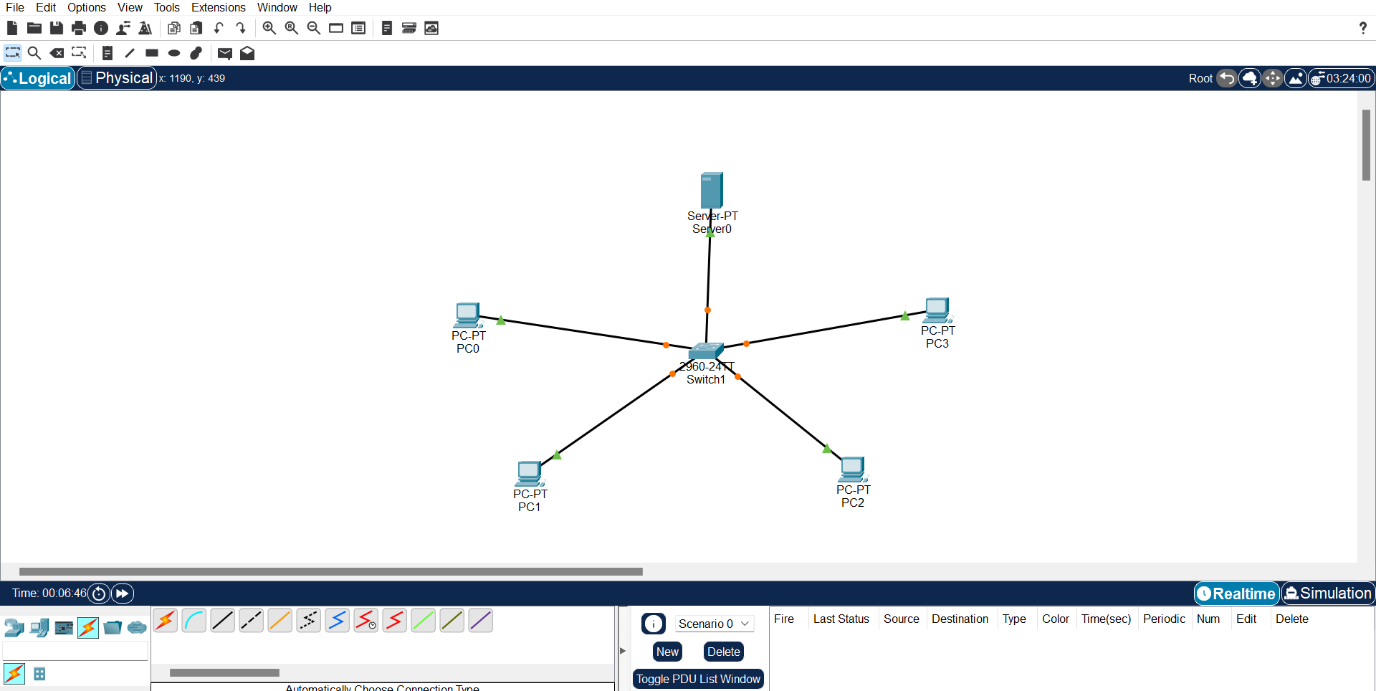 File Edit Options View Tools Extensions Window Help
?
Logical Physical x: 1190, y: 439 Root 03:24:00
Server-PT
Server0
PC-PT
PC0
PC-PT
PC3
2960-24TT
Switch1
PC-PT
PC1
PC-PT
PC2
Time: 00:06:46 Realtime Simulation
Scenario 0
New Delete
Toggle PDU List Window
Fire Last Status Source Destination Type Color Time(sec) Periodic Num Edit Delete
Automatically Choose Connection Type